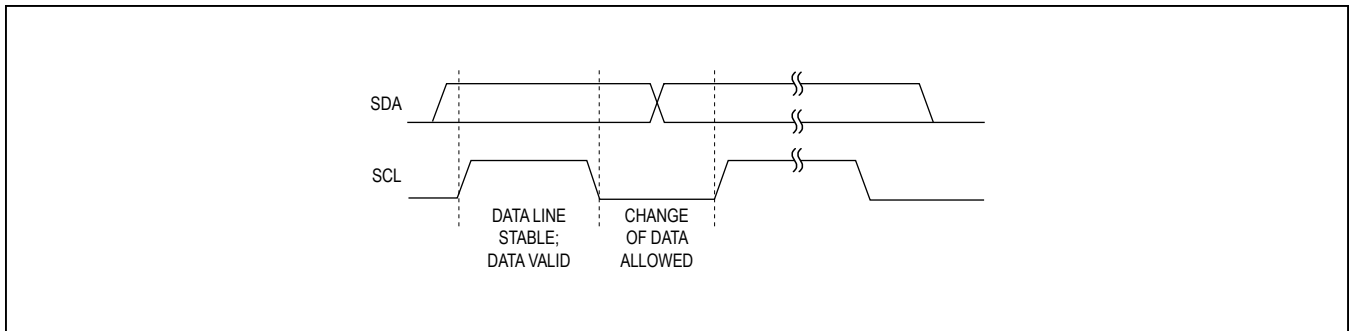 SDA
SCL
DATA LINE
STABLE;
DATA VALID
CHANGE
OF DATA
ALLOWED